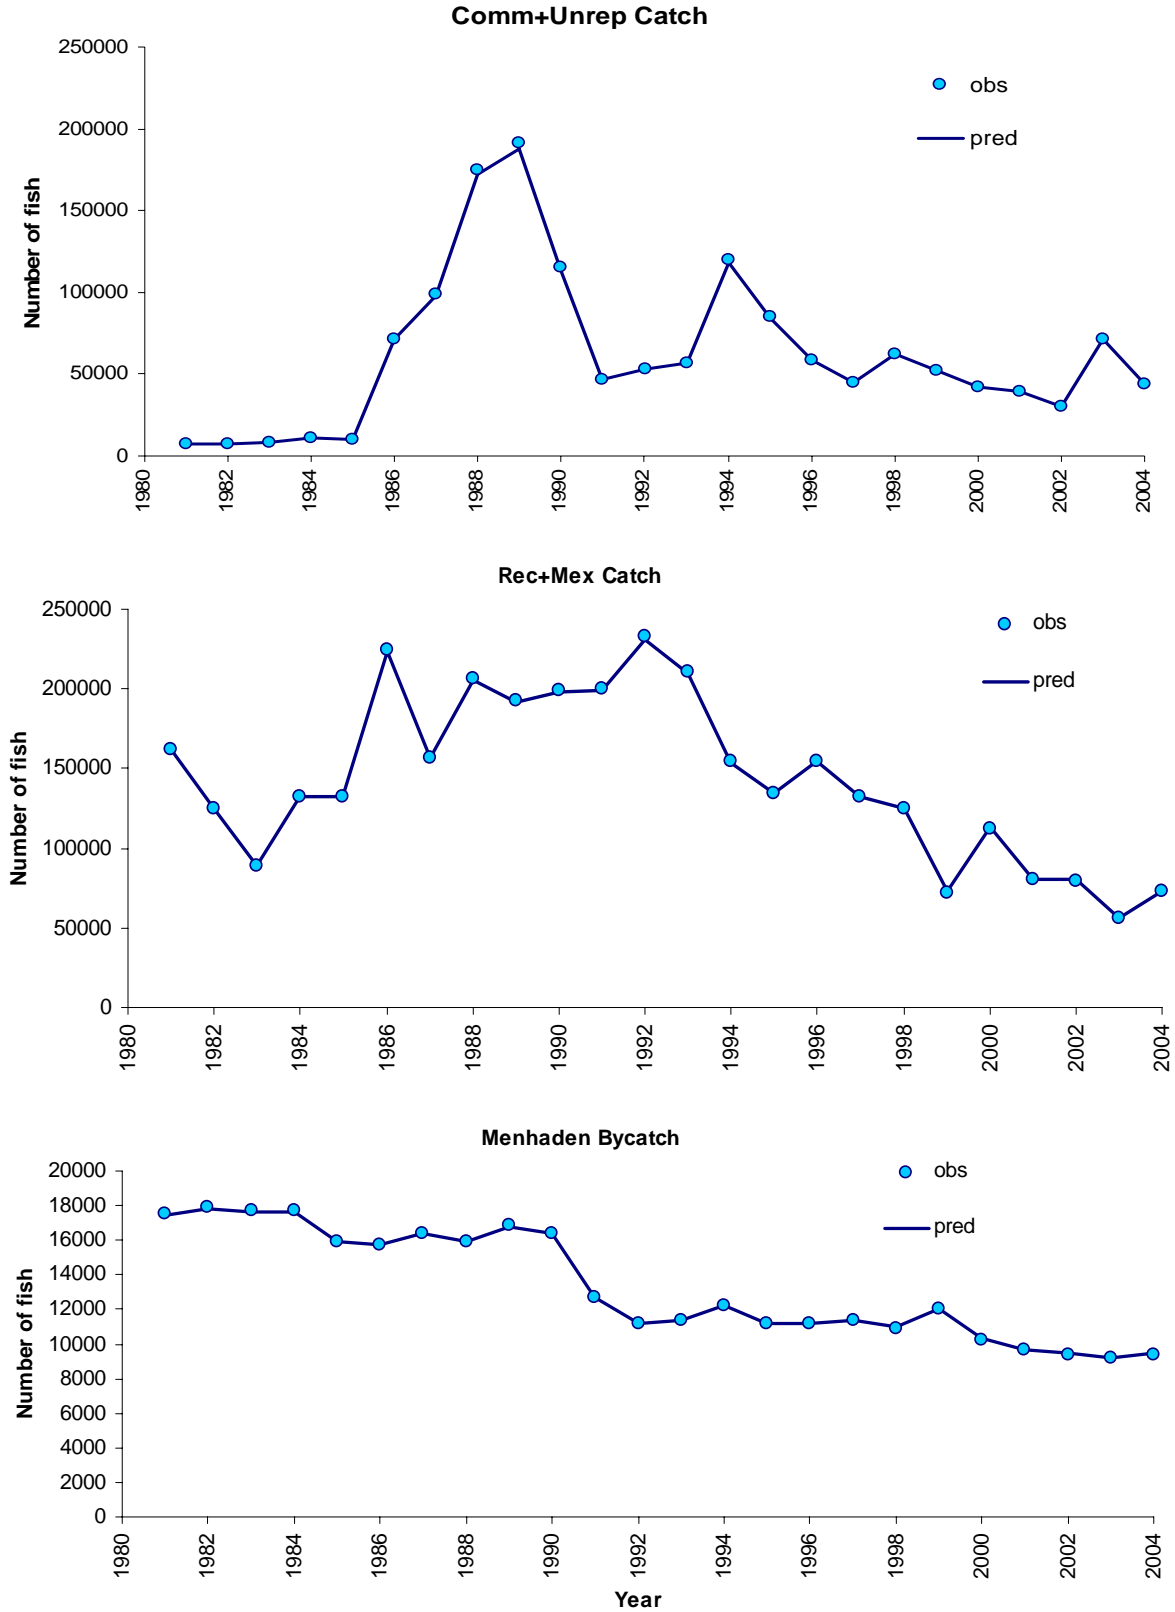 Comm+Unrep Catch
250000
200000
150000
100000
50000
0
Number of fish
obs
pred
1980 1982 1984 1986 1988 1990 1992 1994 1996 1998 2000 2002 2004
Rec+Mex Catch
250000
200000
150000
100000
50000
0
Number of fish
obs
pred
1980 1982 1984 1986 1988 1990 1992 1994 1996 1998 2000 2002 2004
Menhaden Bycatch
20000
18000
16000
14000
12000
10000
8000
6000
4000
2000
0
Number of fish
obs
pred
1980 1982 1984 1986 1988 1990 1992 1994 1996 1998 2000 2002 2004
Year